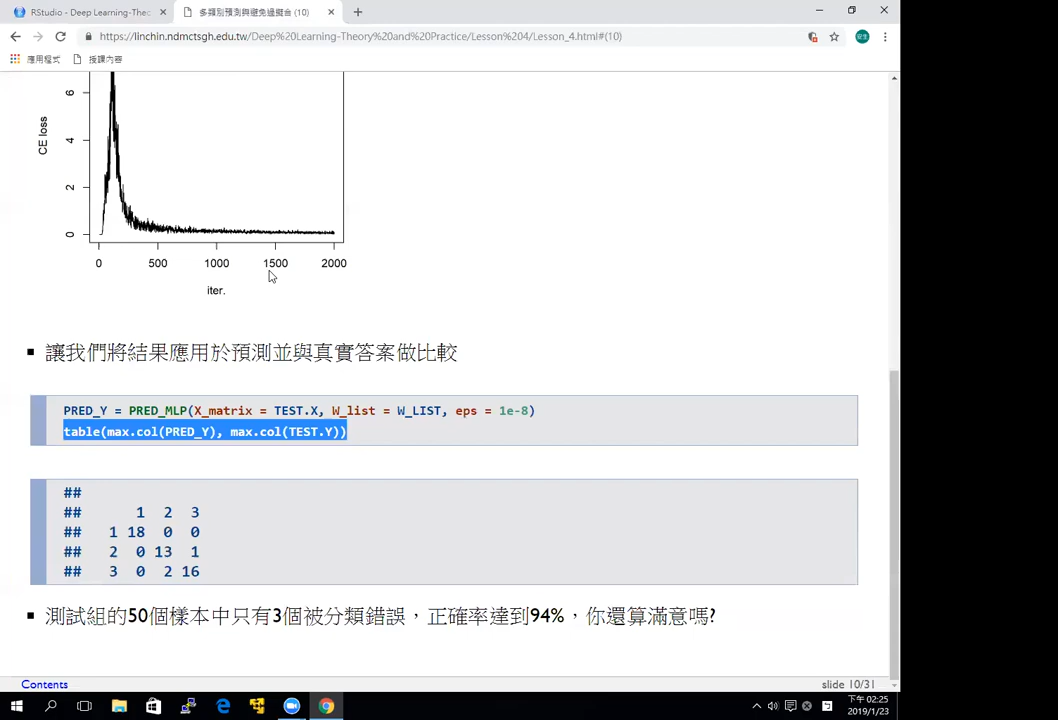 RStudio - Deep Learning-Theo
多類別預測與避免過擬合 (10)
https://linchin.ndmctsgh.edu.tw/Deep%20Learning-Theory%20and%20Practice/Lesson%204/Lesson_4.html#(10)
應用程式 授課內容
6
4
2
0
CE loss
0 500 1000 1500 2000
iter.
讓我們將結果應用於預測並與真實答案做比較
PRED_Y = PRED_MLP(X_matrix = TEST.X, W_list = W_LIST, eps = 1e-8)
table(max.col(PRED_Y), max.col(TEST.Y))
##
## 1 2 3
## 1 18 0 0
## 2 0 13 1
## 3 0 2 16
測試組的50個樣本中只有3個被分類錯誤，正確率達到94%，你還算滿意嗎?
Contents
slide 10/31
下午 02:25
2019/1/23